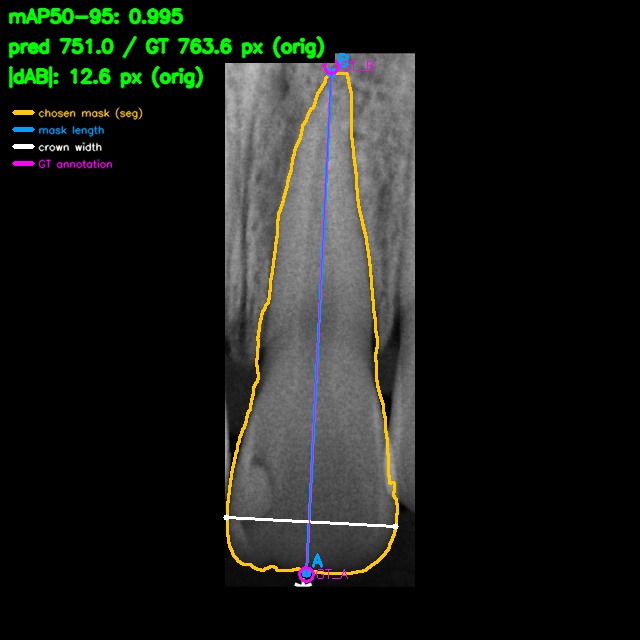 mAP50-95: 0.995
pred 751.0 / GT 763.6 px (orig)
|dAB|: 12.6 px (orig)
chosen mask (seg)
mask length
crown width
GT annotation
A
GT_A